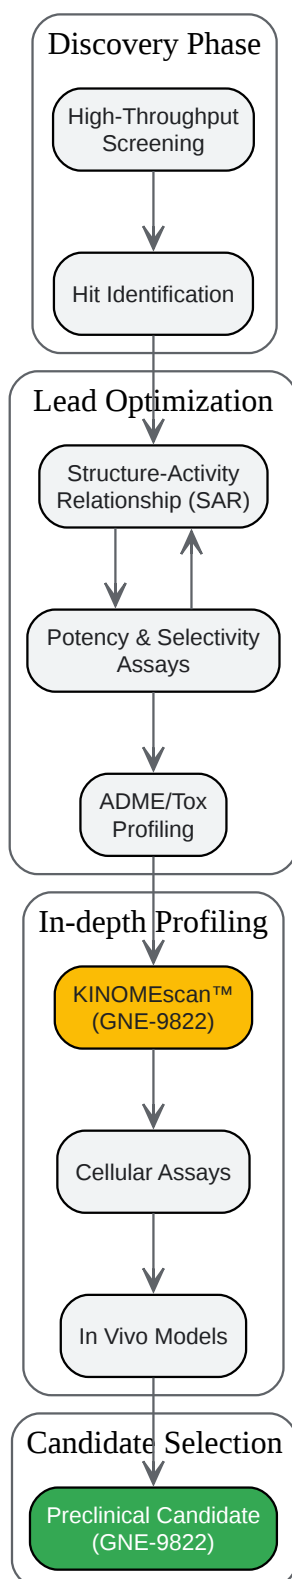 Discovery Phase
High-Throughput
Screening
Hit Identification
Lead Optimization
Structure-Activity
Relationship (SAR)
Potency & Selectivity
Assays
ADME/Tox
Profiling
In-depth Profiling
KINOMEscan™
(GNE-9822)
Cellular Assays
In Vivo Models
Candidate Selection
Preclinical Candidate
(GNE-9822)